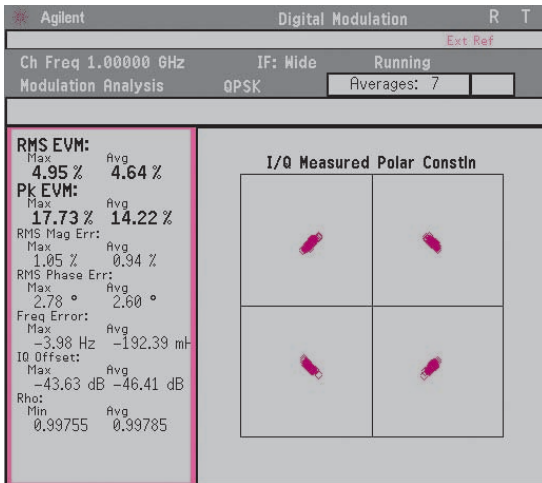 Agilent Digital Modulation R T
Ext Ref
Ch Freq 1.00000 GHz IF: Wide Running
Modulation Analysis QPSK Averages: 7
RMS EVM:
Max Avg
4.95 % 4.64 %
Pk EVM:
Max Avg
17.73 % 14.22 %
RMS Mag Err:
Max Avg
1.05 % 0.94 %
RMS Phase Err:
Max Avg
2.78 ° 2.60 °
Freq Error:
Max Avg
-3.98 Hz -192.39 mH
IQ Offset:
Max Avg
-43.63 dB -46.41 dB
Rho:
Min Avg
0.99755 0.99785
I/Q Measured Polar Constln